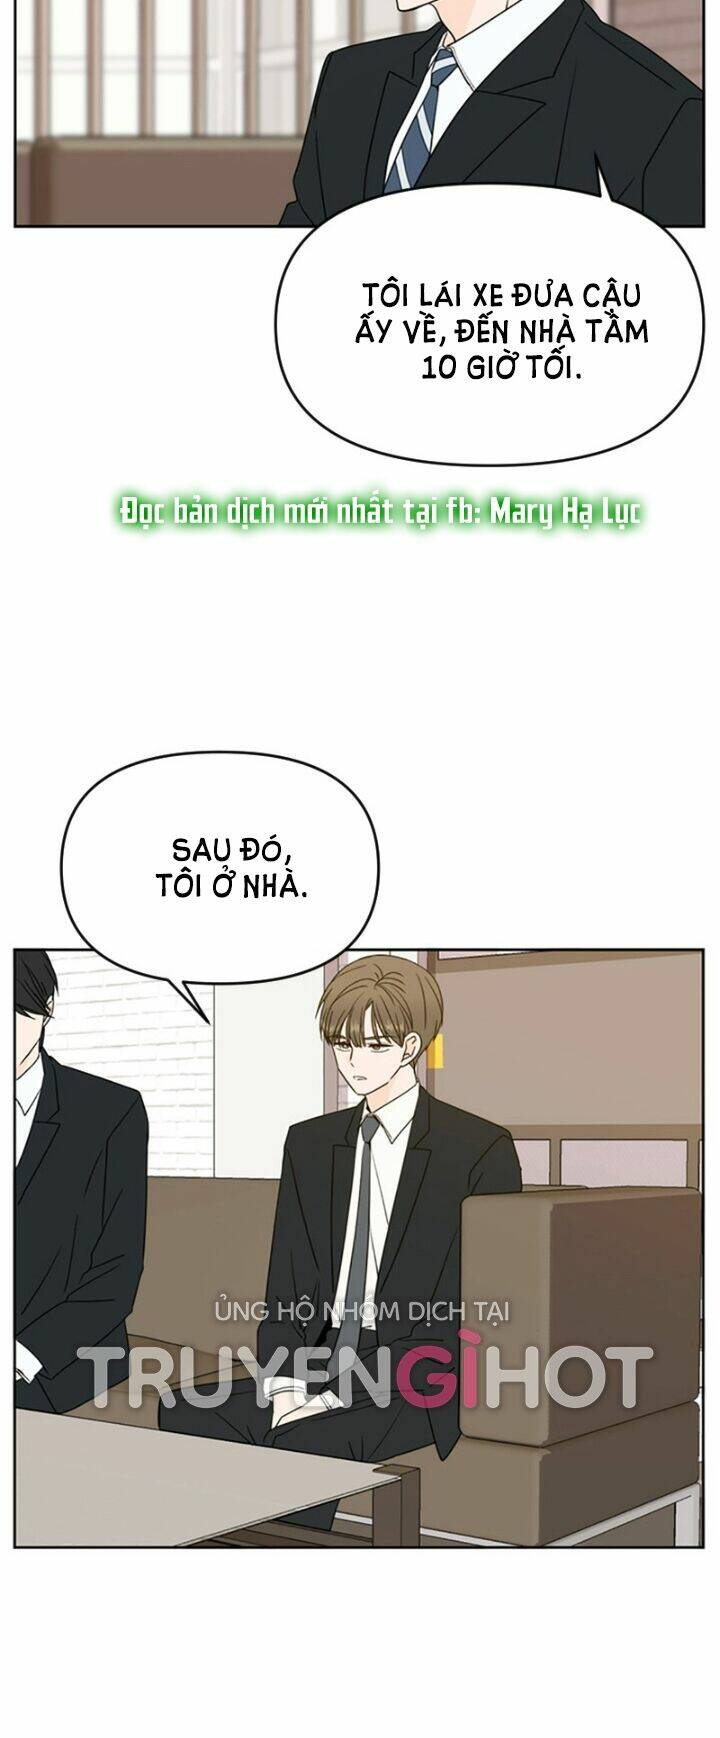 TÔI LÁI XE ĐƯA CẬU
ẤY VỀ, ĐẾN NHÀ TẦM
10 GIỜ TỐI.
Đọc bản dịch mới nhất tại fb: Mary Hạ Lục
SAU ĐÓ,
TÔI Ở NHÀ.
ỦNG HỘ NHÓM DỊCH TẠI
TRUYENGÌHOT